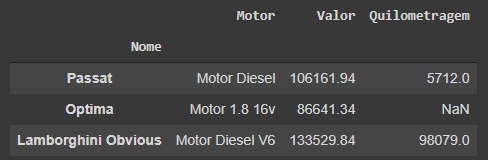 Motor Valor Quilometragem
Nome
Passat Motor Diesel 106161.94 5712.0
Optima Motor 1.8 16v 86641.34 NaN
Lamborghini Obvious Motor Diesel V6 133529.84 98079.0